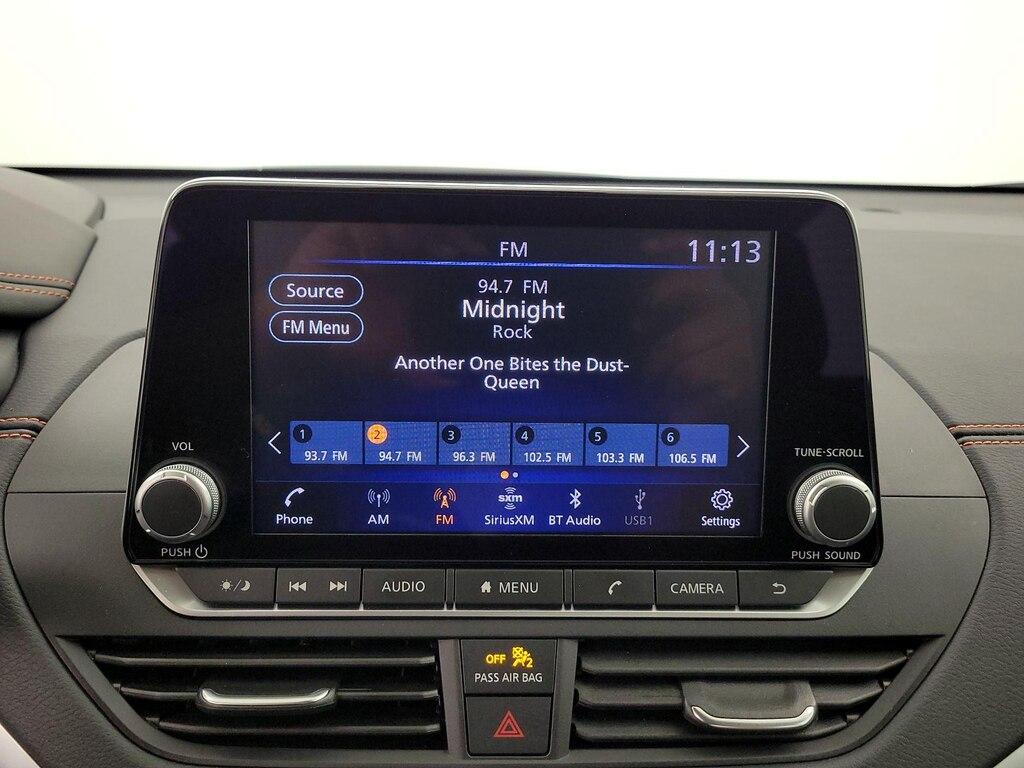 FM
11:13
Source
94.7 FM
Midnight
FM Menu
Rock
Another One Bites the Dust-
Queen
1 2 3 4 5 6
93.7 FM 94.7 FM 96.3 FM 102.5 FM 103.3 FM 106.5 FM
sxm
Phone AM FM SiriusXM BT Audio USB1 Settings
VOL
TUNE·SCROLL
PUSH
PUSH SOUND
AUDIO MENU CAMERA
OFF 2
PASS AIR BAG